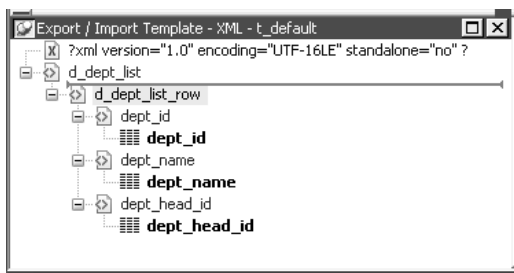 Export / Import Template - XML - t_default
?xml version="1.0" encoding="UTF-16LE" standalone="no" ?
d_dept_list
d_dept_list_row
dept_id
dept_id
dept_name
dept_name
dept_head_id
dept_head_id